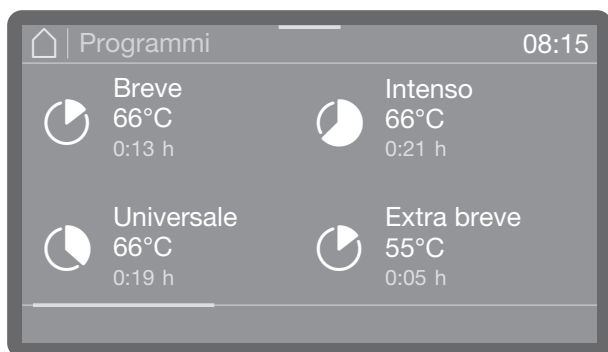 Programmi 08:15
Breve
66°C
0:13 h
Intenso
66°C
0:21 h
Universale
66°C
0:19 h
Extra breve
55°C
0:05 h